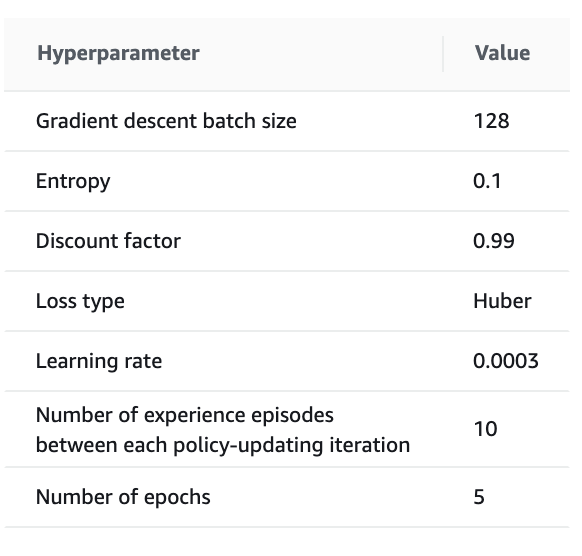 Hyperparameter Value
Gradient descent batch size 128
Entropy 0.1
Discount factor 0.99
Loss type Huber
Learning rate 0.0003
Number of experience episodes
between each policy-updating iteration 10
Number of epochs 5